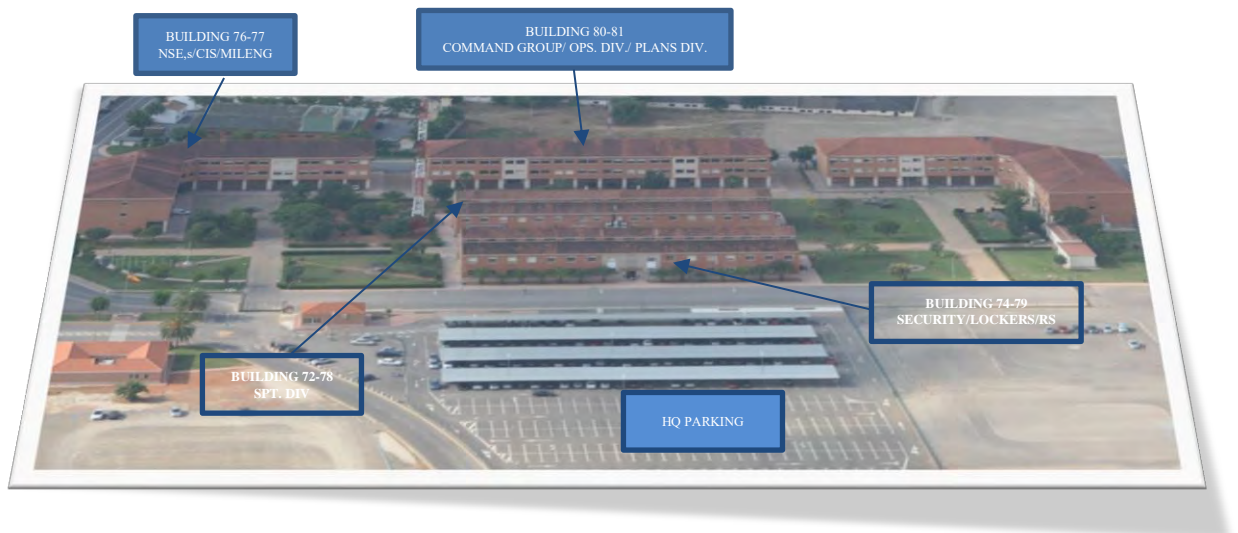 BUILDING 76-77
NSE,s/CIS/MILENG
BUILDING 80-81
COMMAND GROUP/ OPS. DIV./ PLANS DIV.
BUILDING 74-79
SECURITY/LOCKERS/RS
BUILDING 72-78
SPT. DIV
HQ PARKING